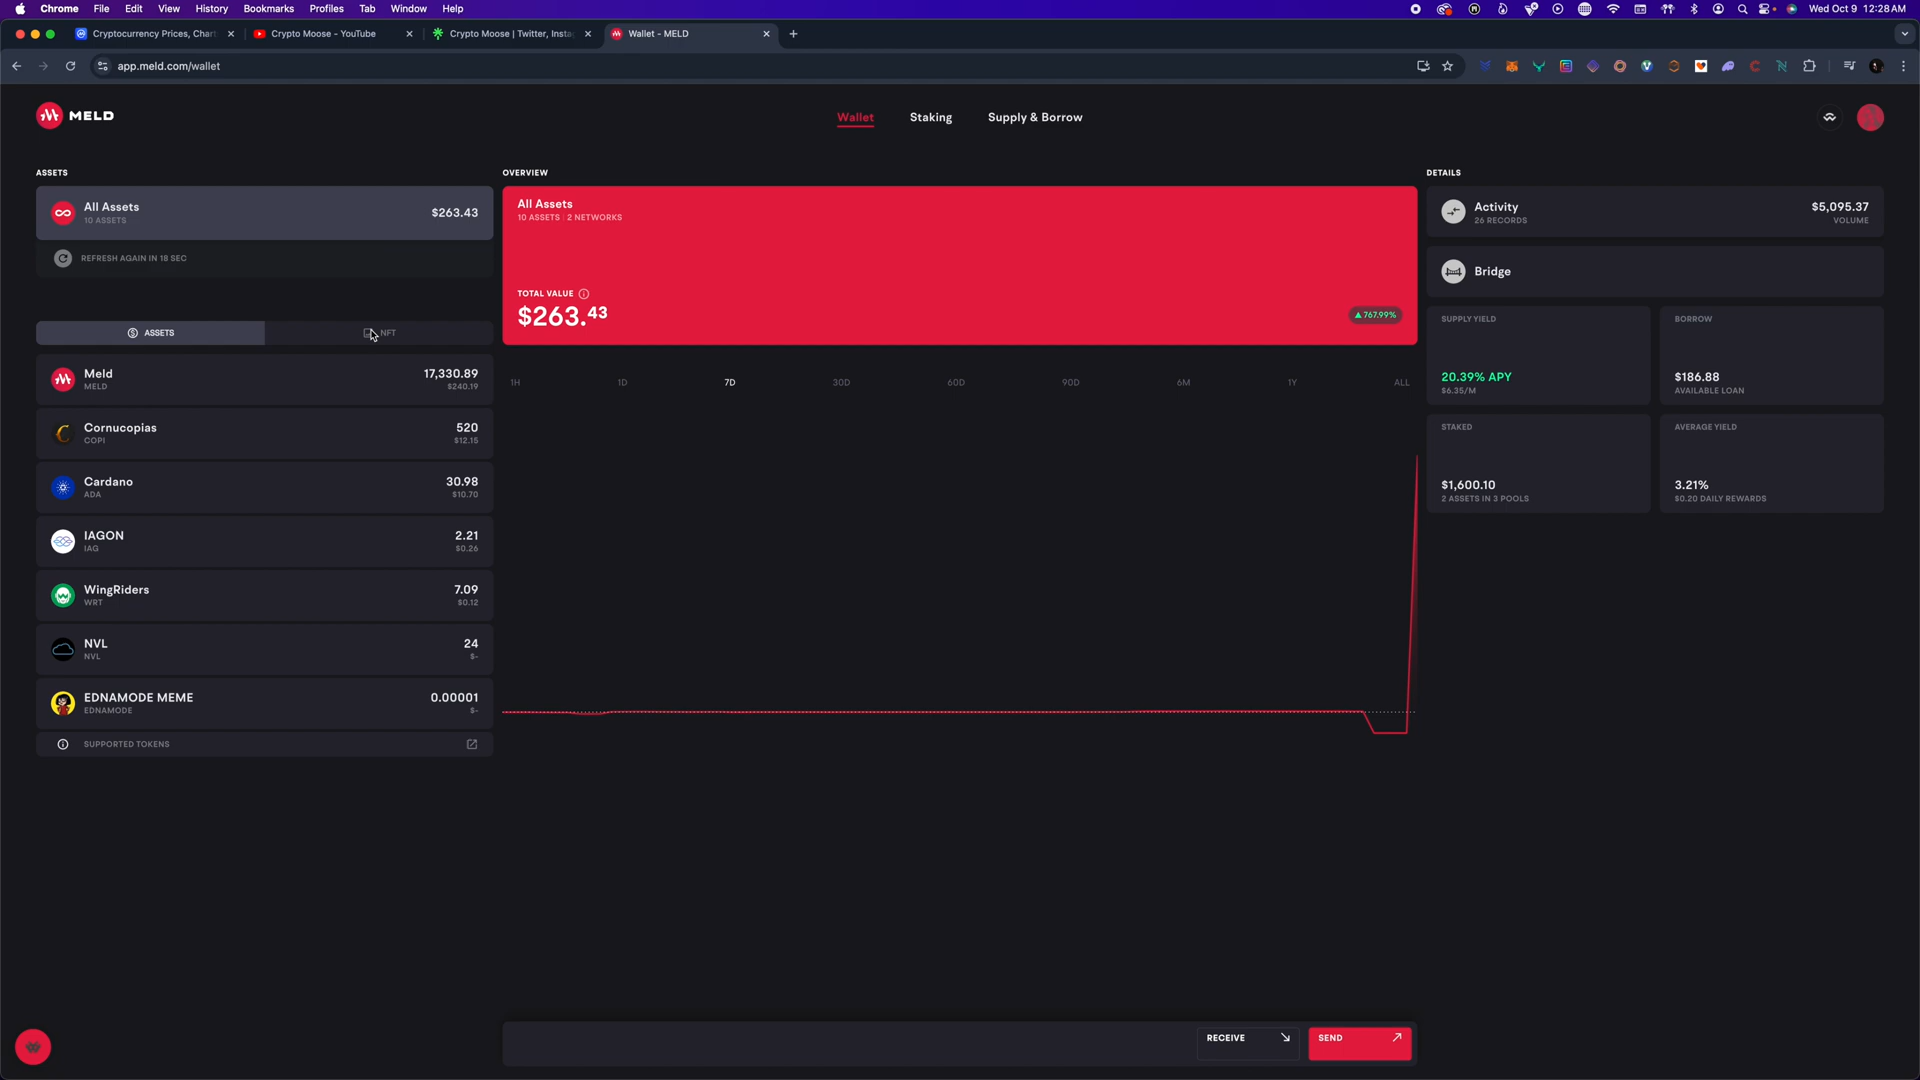 Chrome File Edit View History Bookmarks Profiles Tab Window Help
Wed Oct 9 12:28 AM
Cryptocurrency Prices, Char
Crypto Moose - YouTube
Crypto Moose | Twitter, Insta
Wallet - MELD
app.meld.com/wallet
MELD
Wallet
Staking
Supply & Borrow
ASSETS
All Assets
10 ASSETS
$263.43
REFRESH AGAIN IN 18 SEC
ASSETS
NFT
Meld
MELD
17,330.89
$240.19
Cornucopias
COPI
520
$12.15
Cardano
ADA
30.98
$10.70
IAGON
IAG
2.21
$0.26
WingRiders
WRT
7.09
$0.12
NVL
NVL
24
$-
EDNAMODE MEME
EDNAMODE
0.00001
$-
SUPPORTED TOKENS
OVERVIEW
All Assets
10 ASSETS | 2 NETWORKS
TOTAL VALUE
$263.43
▲767.99%
1H 1D 7D 30D 60D 90D 6M 1Y ALL
RECEIVE
SEND
DETAILS
Activity
26 RECORDS
$5,095.37
VOLUME
Bridge
SUPPLY YIELD
20.39% APY
$6.35/M
BORROW
$186.88
AVAILABLE LOAN
STAKED
$1,600.10
2 ASSETS IN 3 POOLS
AVERAGE YIELD
3.21%
$0.20 DAILY REWARDS